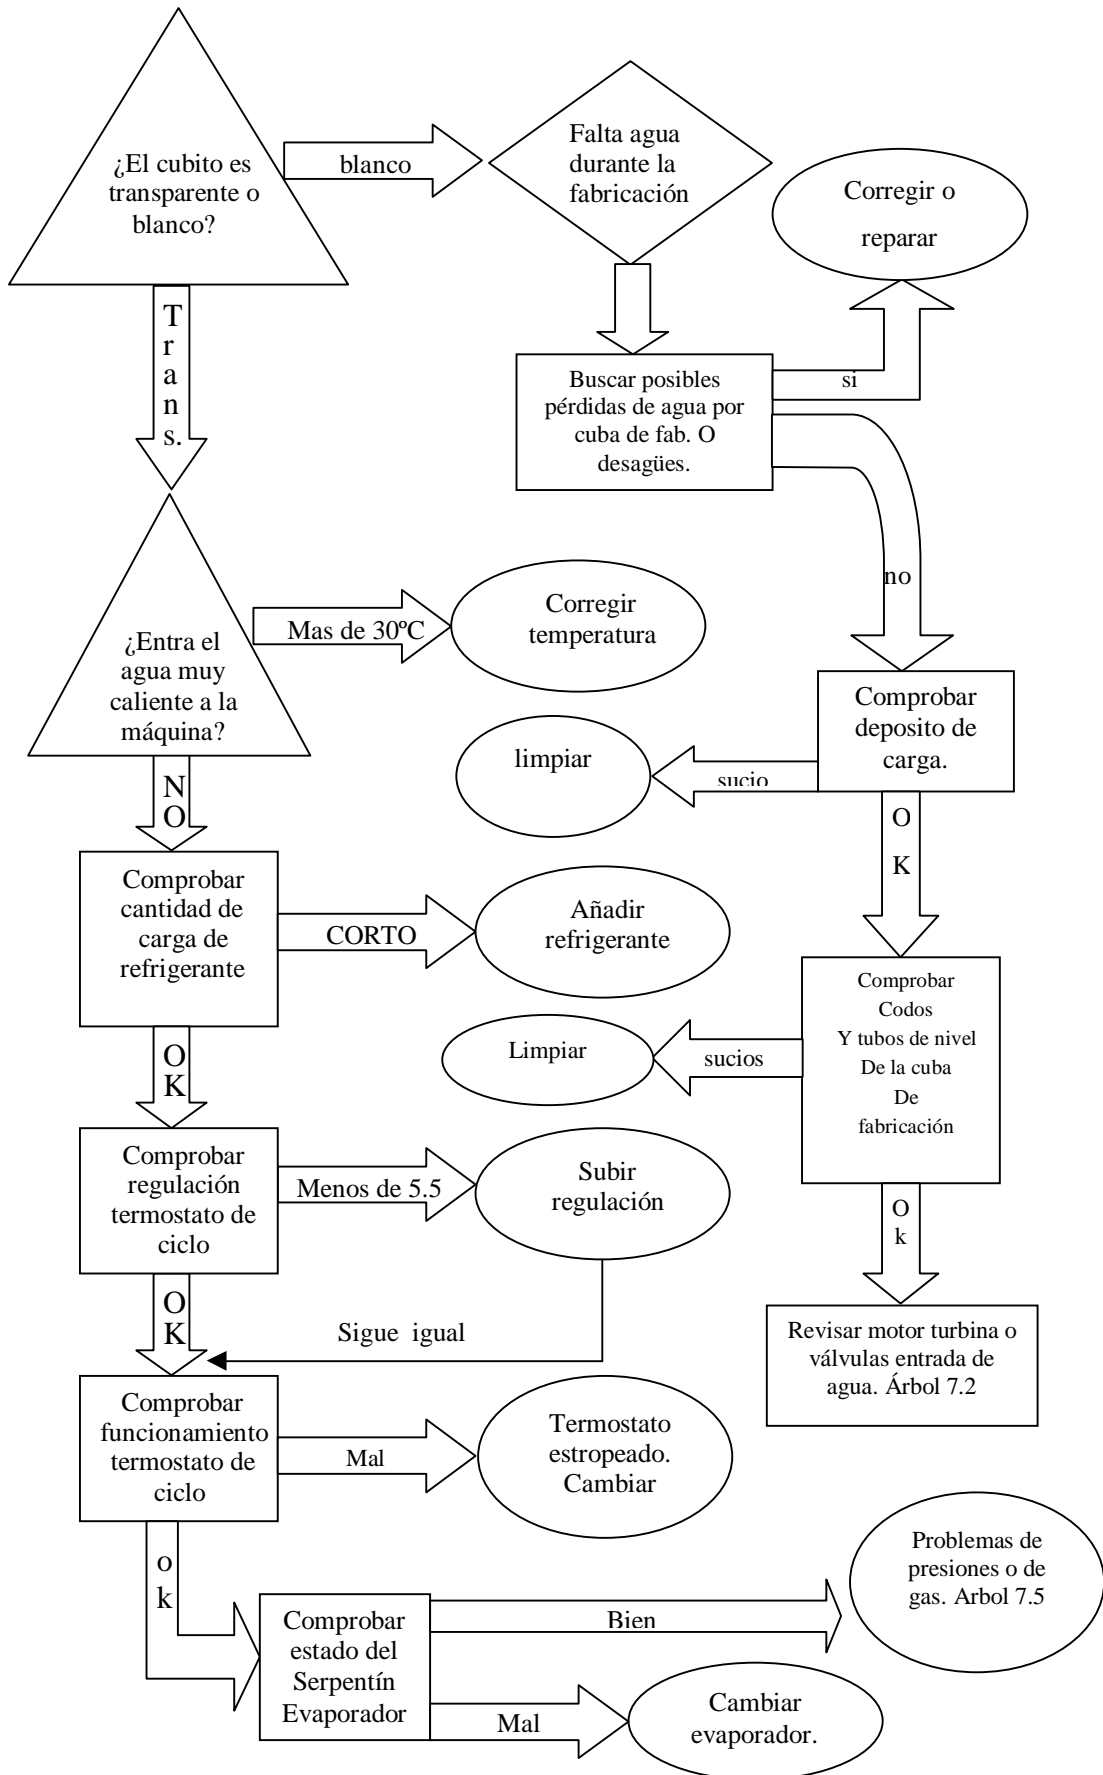 ¿El cubito es
transparente o
blanco?
blanco
Falta agua
durante la
fabricación
Corregir o
reparar
Trans.
Buscar posibles
pérdidas de agua por
cuba de fab. O
desagües.
si
no
¿Entra el
agua muy
caliente a la
máquina?
Mas de 30ºC
Corregir
temperatura
Comprobar
deposito de
carga.
sucio
limpiar
NO
O
K
Comprobar
cantidad de
carga de
refrigerante
CORTO
Añadir
refrigerante
Comprobar
Codos
Y tubos de nivel
De la cuba
De
fabricación
sucios
Limpiar
OK
Comprobar
regulación
termostato de
ciclo
Menos de 5.5
Subir
regulación
O
k
OK
Sigue igual
Revisar motor turbina o
válvulas entrada de
agua. Árbol 7.2
Comprobar
funcionamiento
termostato de
ciclo
Mal
Termostato
estropeado.
Cambiar
o
k
Comprobar
estado del
Serpentín
Evaporador
Bien
Problemas de
presiones o de
gas. Arbol 7.5
Mal
Cambiar
evaporador.